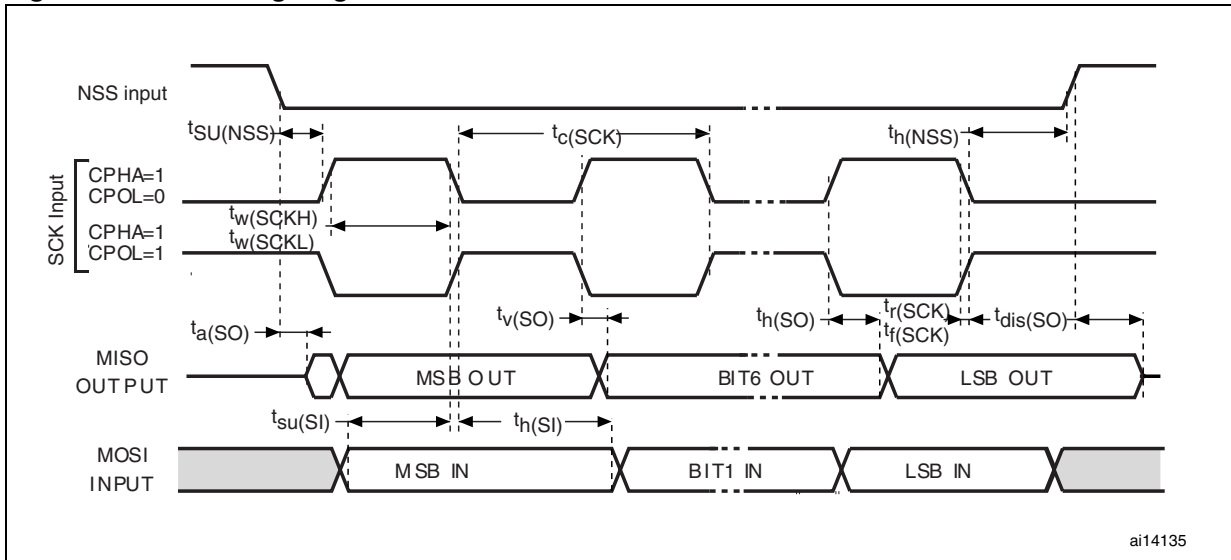 NSS input
tSU(NSS)
tc(SCK)
th(NSS)
SCK Input
CPHA=1
CPOL=0
tw(SCKH)
tw(SCKL)
CPHA=1
CPOL=1
ta(SO)
tv(SO)
th(SO)
tr(SCK)
tf(SCK)
tdis(SO)
MISO
OUTPUT
MSB OUT
BIT6 OUT
LSB OUT
tsu(SI)
th(SI)
MOSI
INPUT
MSB IN
BIT1 IN
LSB IN
ai14135